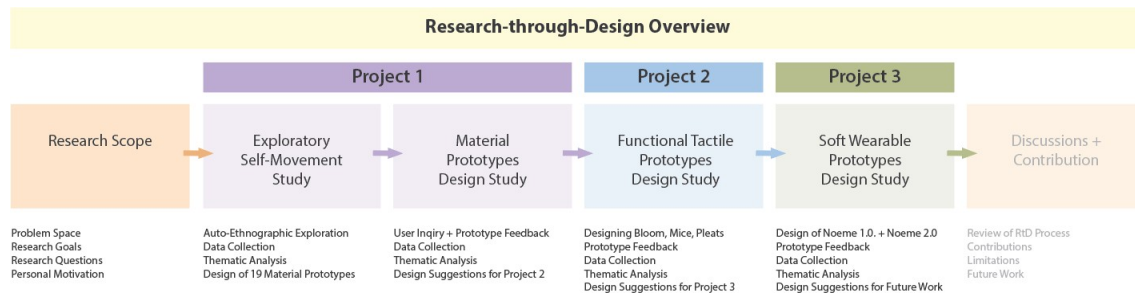 Research-through-Design Overview
Project 1
Project 2
Project 3
Research Scope
Exploratory
Self-Movement
Study
Material
Prototypes
Design Study
Functional Tactile
Prototypes
Design Study
Soft Wearable
Prototypes
Design Study
Discussions +
Contribution
Problem Space
Research Goals
Research Questions
Personal Motivation
Auto-Ethnographic Exploration
Data Collection
Thematic Analysis
Design of 19 Material Prototypes
User Inqiry + Prototype Feedback
Data Collection
Thematic Analysis
Design Suggestions for Project 2
Designing Bloom, Mice, Pleats
Prototype Feedback
Data Collection
Thematic Analysis
Design Suggestions for Project 3
Design of Noeme 1.0. + Noeme 2.0
Prototype Feedback
Data Collection
Thematic Analysis
Design Suggestions for Future Work
Review of RtD Process
Contributions
Limitations
Future Work